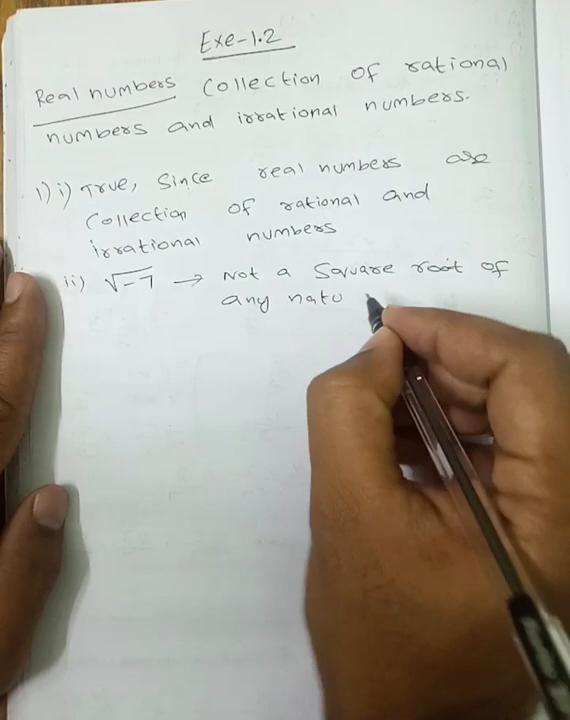 Exe-1.2
Real numbers Collection of rational
numbers and irrational numbers.
1) i) True, Since real numbers are
Collection of rational and
irrational numbers
ii) √-7 → Not a Square root of
any natu